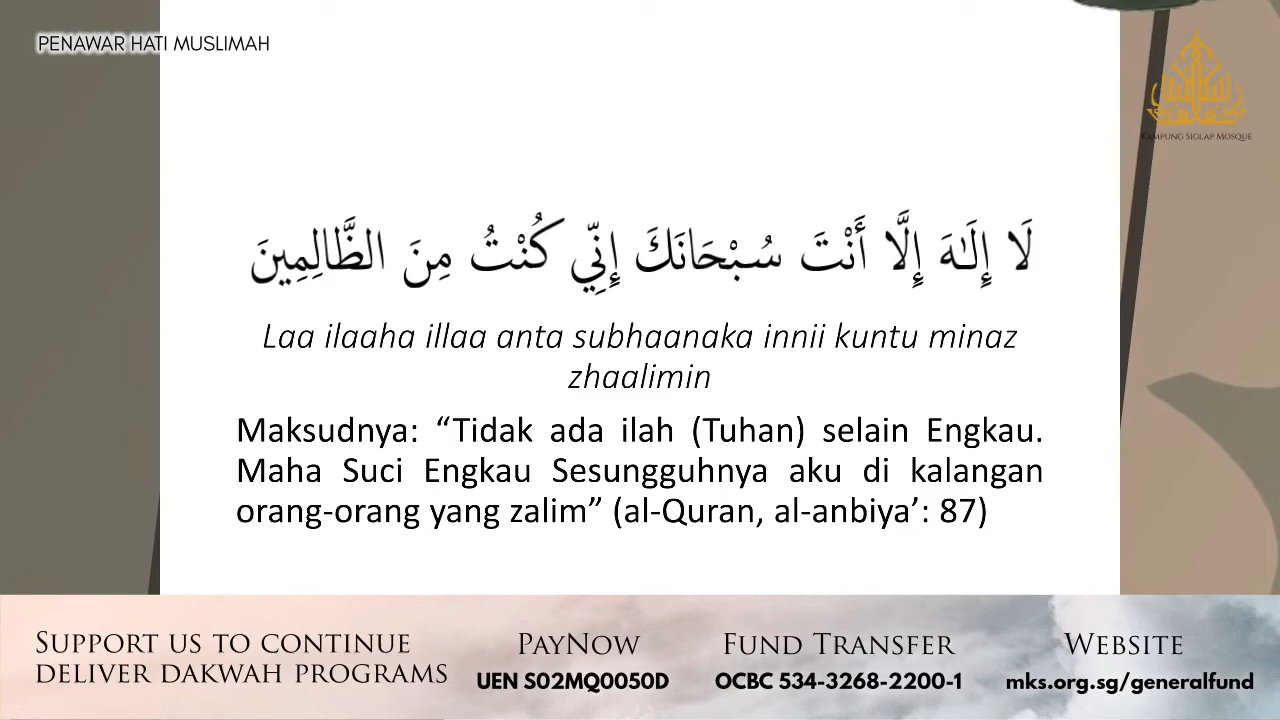 PENAWAR HATI MUSLIMAH
KAMPUNG SIGLAP MOSQUE
لَا إِلَـٰهَ إِلَّا أَنْتَ سُبْحَانَكَ إِنِّي كُنْتُ مِنَ الظَّالِمِينَ
Laa ilaaha illaa anta subhaanaka innii kuntu minaz
zhaalimin
Maksudnya: “Tidak ada ilah (Tuhan) selain Engkau.
Maha Suci Engkau Sesungguhnya aku di kalangan
orang-orang yang zalim” (al-Quran, al-anbiya’: 87)
SUPPORT US TO CONTINUE
DELIVER DAKWAH PROGRAMS
PAYNOW
UEN S02MQ0050D
FUND TRANSFER
OCBC 534-3268-2200-1
WEBSITE
mks.org.sg/generalfund